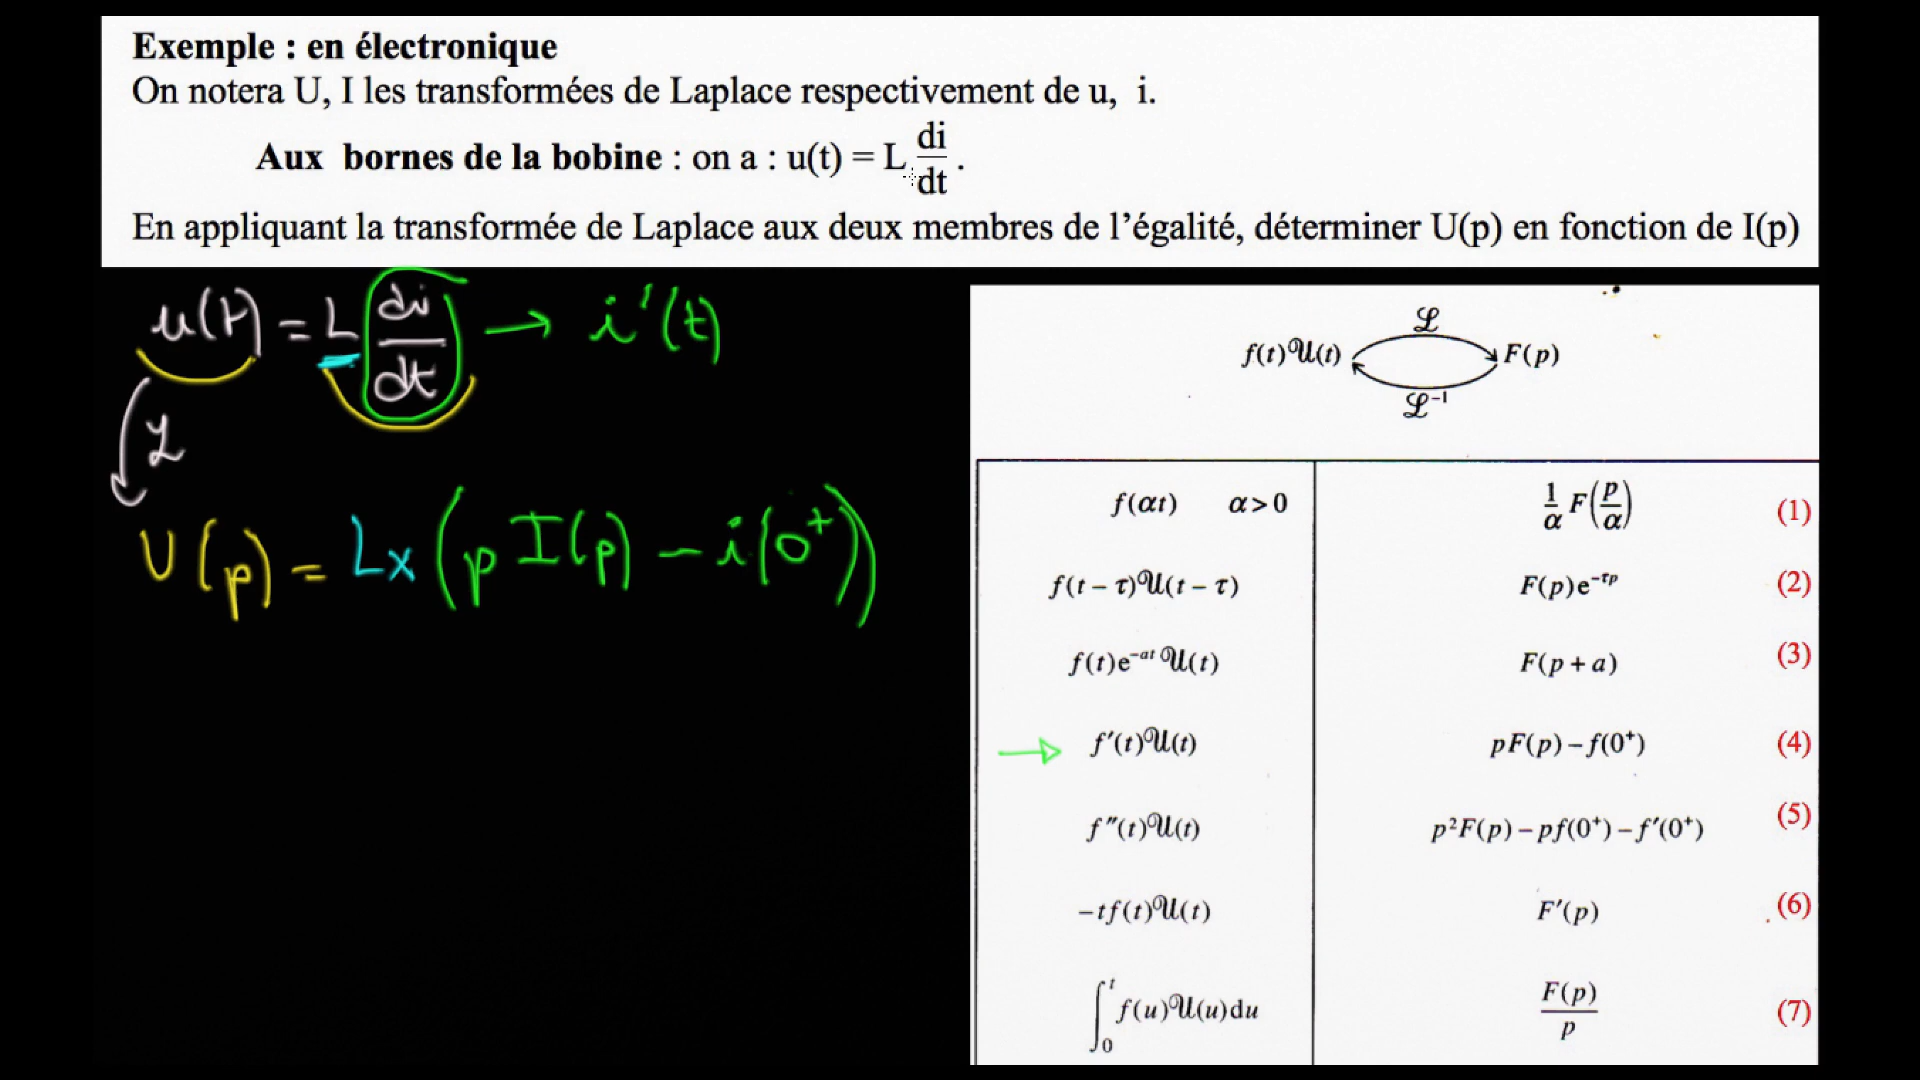 Exemple : en électronique
On notera U, I les transformées de Laplace respectivement de u, i.
Aux bornes de la bobine : on a : u(t) = L di/dt .
En appliquant la transformée de Laplace aux deux membres de l'égalité, déterminer U(p) en fonction de I(p)
u(t) = L di/dt → i'(t)
ℒ
U(p) = L x (p I(p) − i(0⁺))
ℒ
f(t)𝒰(t) F(p)
ℒ⁻¹
f(αt) α>0 1/α F(p/α) (1)
f(t−τ)𝒰(t−τ) F(p)e^−τp (2)
f(t)e^−at 𝒰(t) F(p+a) (3)
f'(t)𝒰(t) pF(p)−f(0⁺) (4)
f''(t)𝒰(t) p²F(p)−pf(0⁺)−f'(0⁺) (5)
−tf(t)𝒰(t) F'(p) (6)
∫₀ᵗ f(u)𝒰(u)du F(p)/p (7)